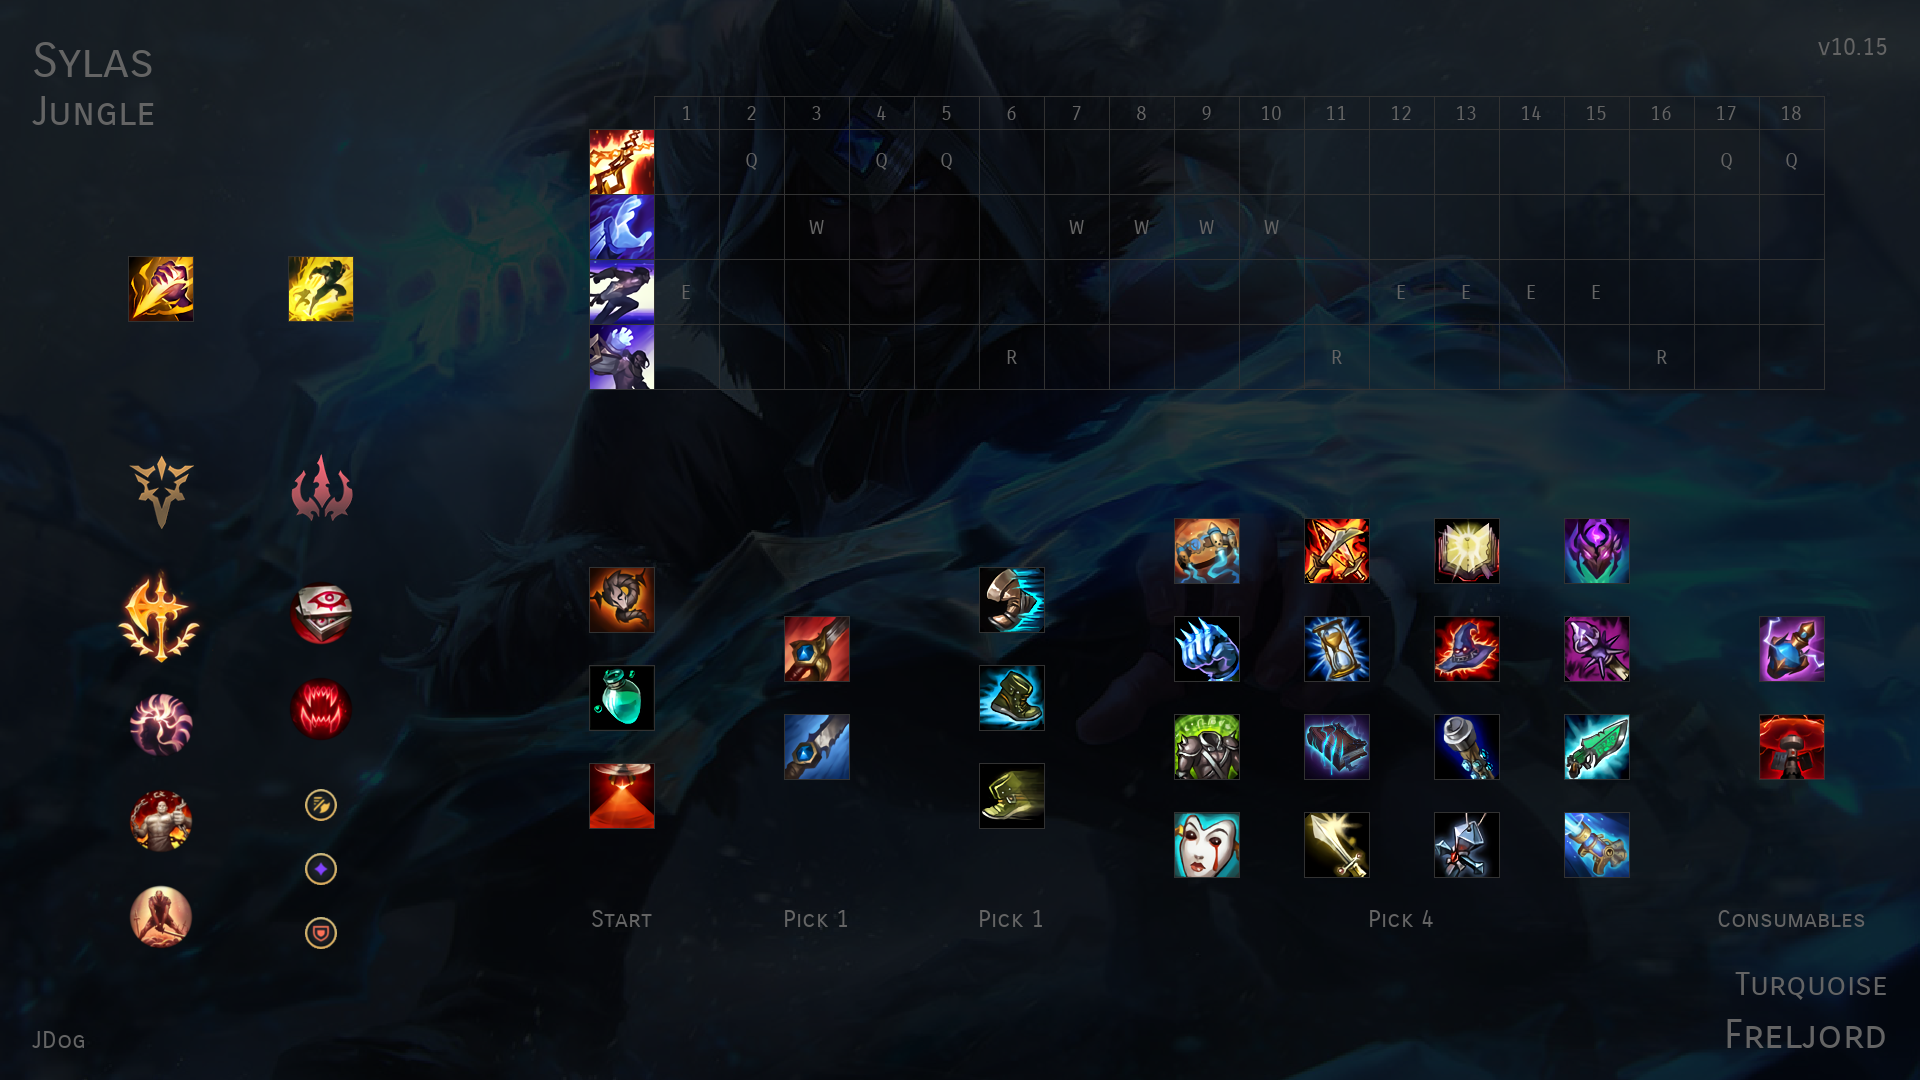 Sylas
Jungle
v10.15
1 2 3 4 5 6 7 8 9 10 11 12 13 14 15 16 17 18
Q Q Q Q Q
W W W W W
E E E E E
R R R
Start
Pick 1
Pick 1
Pick 4
Consumables
Turquoise
Freljord
JDog